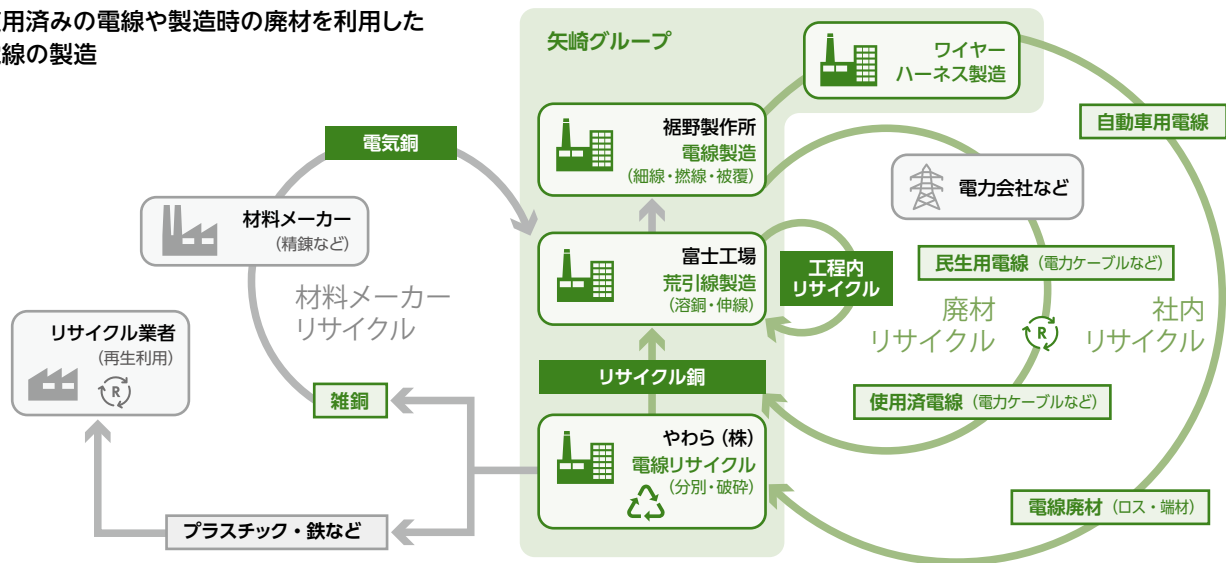 用済みの電線や製造時の廃材を利用した
線の製造
矢崎グループ
ワイヤー
ハーネス製造
自動車用電線
裾野製作所
電線製造
(細線・撚線・被覆)
電気銅
電力会社など
材料メーカー
(精錬など)
富士工場
荒引線製造
(溶銅・伸線)
工程内
リサイクル
民生用電線(電力ケーブルなど)
材料メーカー
リサイクル
廃材
リサイクル
R
社内
リサイクル
リサイクル業者
(再生利用)
R
リサイクル銅
雑銅
使用済電線(電力ケーブルなど)
やわら(株)
電線リサイクル
(分別・破砕)
電線廃材(ロス・端材)
プラスチック・鉄など